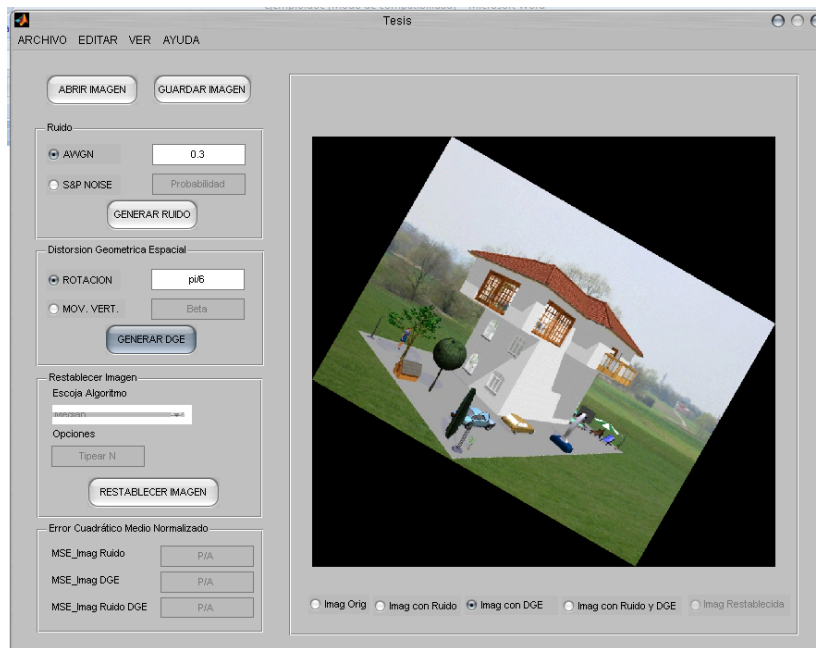 Tesis
ARCHIVO EDITAR VER AYUDA
ABRIR IMAGEN GUARDAR IMAGEN
Ruido
AWGN 0.3
S&P NOISE Probabilidad
GENERAR RUIDO
Distorsion Geometrica Espacial
ROTACION pi/6
MOV. VERT. Beta
GENERAR DGE
Restablecer Imagen
Escoja Algoritmo
Opciones
Tipear N
RESTABLECER IMAGEN
Error Cuadrático Medio Normalizado
MSE_Imag Ruido P/A
MSE_Imag DGE P/A
MSE_Imag Ruido DGE P/A
Imag Orig Imag con Ruido Imag con DGE Imag con Ruido y DGE Imag Restablecida